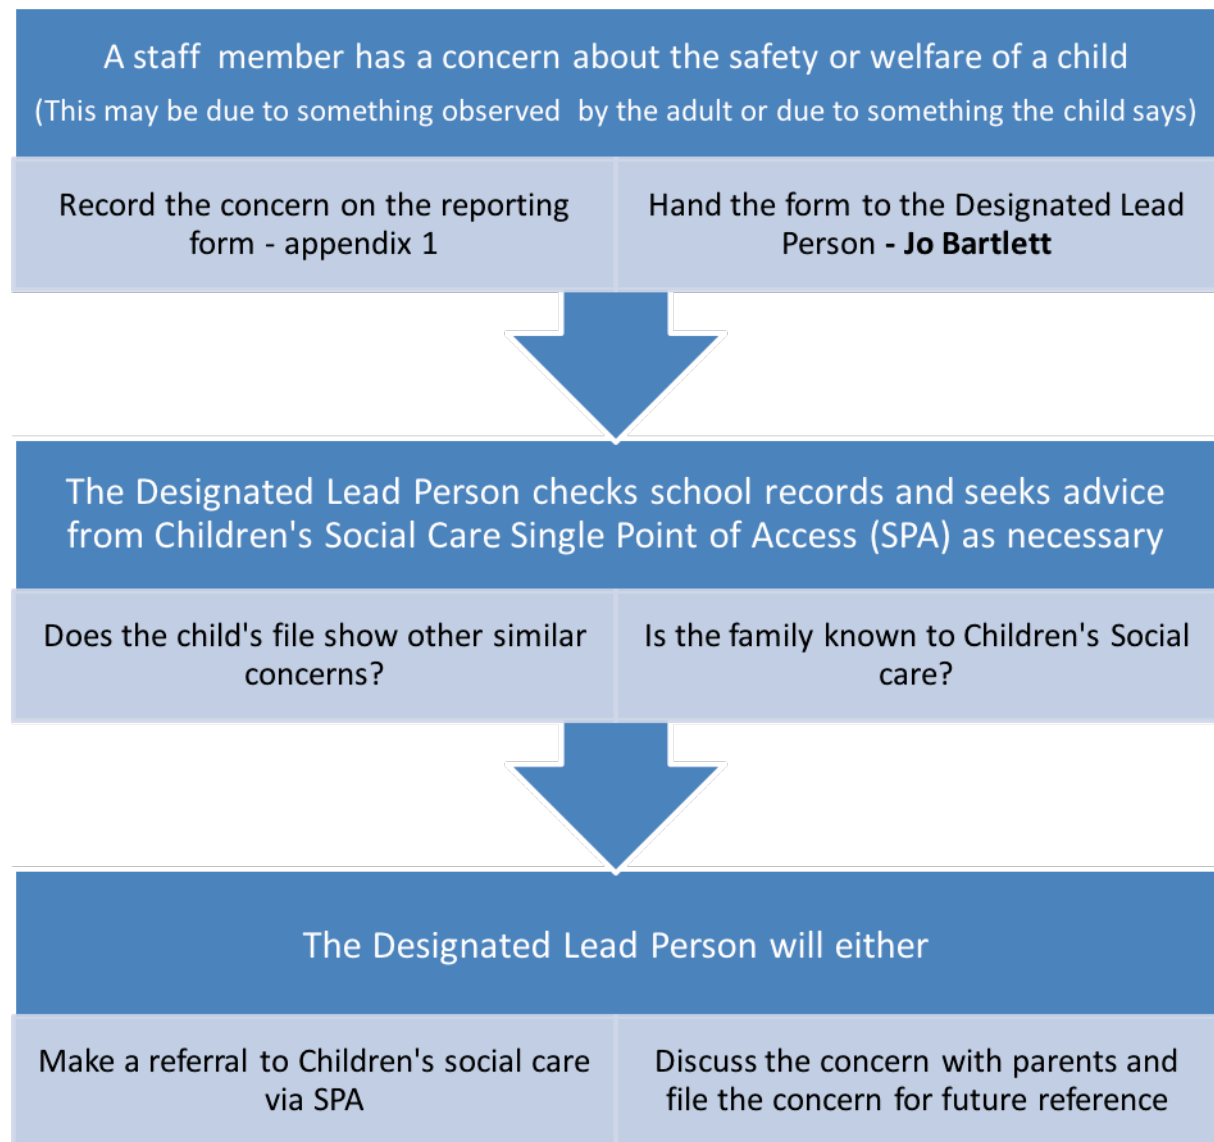 A staff member has a concern about the safety or welfare of a child
(This may be due to something observed by the adult or due to something the child says)
Record the concern on the reporting
form - appendix 1
Hand the form to the Designated Lead
Person - Jo Bartlett
The Designated Lead Person checks school records and seeks advice
from Children's Social Care Single Point of Access (SPA) as necessary
Does the child's file show other similar
concerns?
Is the family known to Children's Social
care?
The Designated Lead Person will either
Make a referral to Children's social care
via SPA
Discuss the concern with parents and
file the concern for future reference